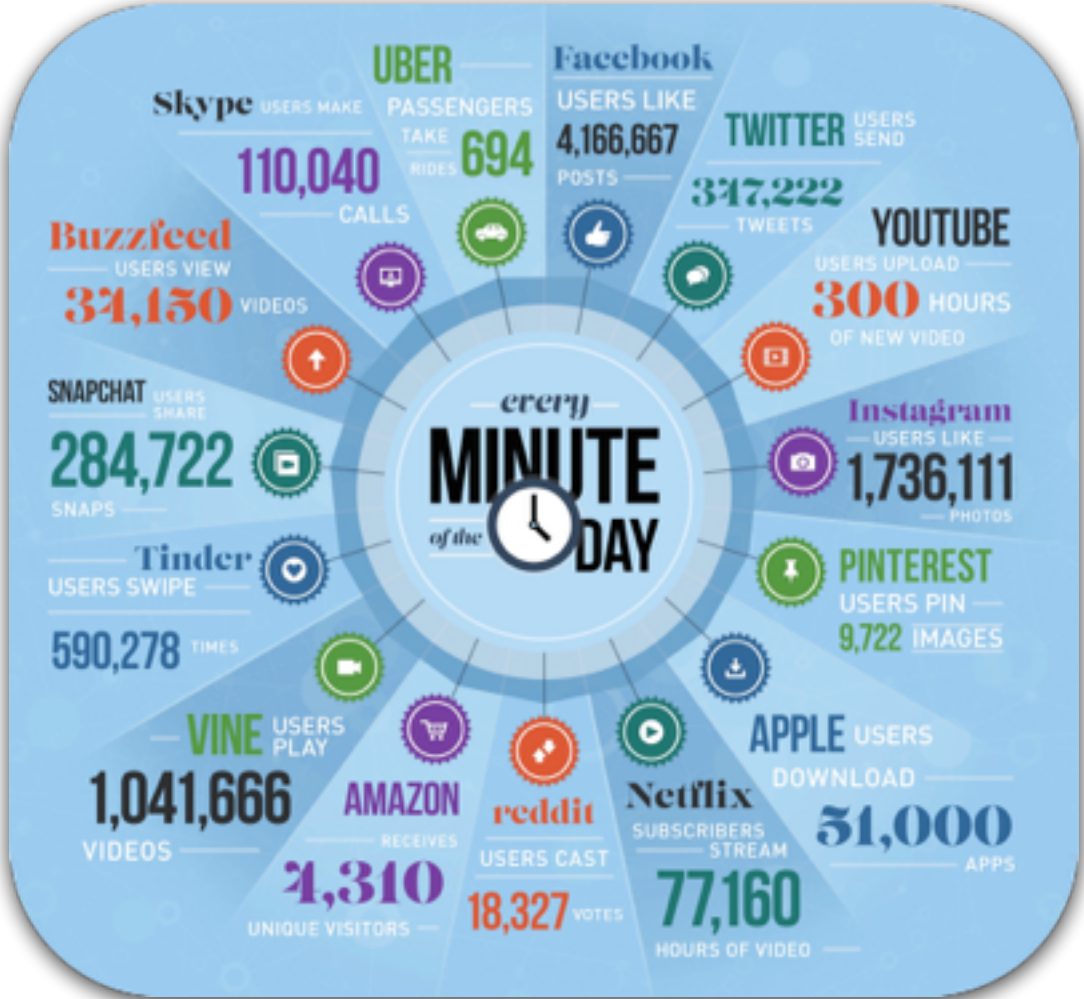 every
MINUTE
of the DAY
Facebook
USERS LIKE
4,166,667
POSTS
TWITTER USERS SEND
347,222
TWEETS
YOUTUBE
USERS UPLOAD
300 HOURS
OF NEW VIDEO
Instagram
USERS LIKE
1,736,111
PHOTOS
PINTEREST
USERS PIN
9,722 IMAGES
APPLE USERS
DOWNLOAD
51,000
APPS
Netflix
SUBSCRIBERS
STREAM
77,160
HOURS OF VIDEO
reddit
USERS CAST
18,327 VOTES
AMAZON
RECEIVES
4,310
UNIQUE VISITORS
VINE USERS PLAY
1,041,666
VIDEOS
Tinder
USERS SWIPE
590,278 TIMES
SNAPCHAT USERS SHARE
284,722
SNAPS
Buzzfeed
USERS VIEW
34,150 VIDEOS
Skype USERS MAKE
110,040
CALLS
UBER
PASSENGERS
TAKE
RIDES 694